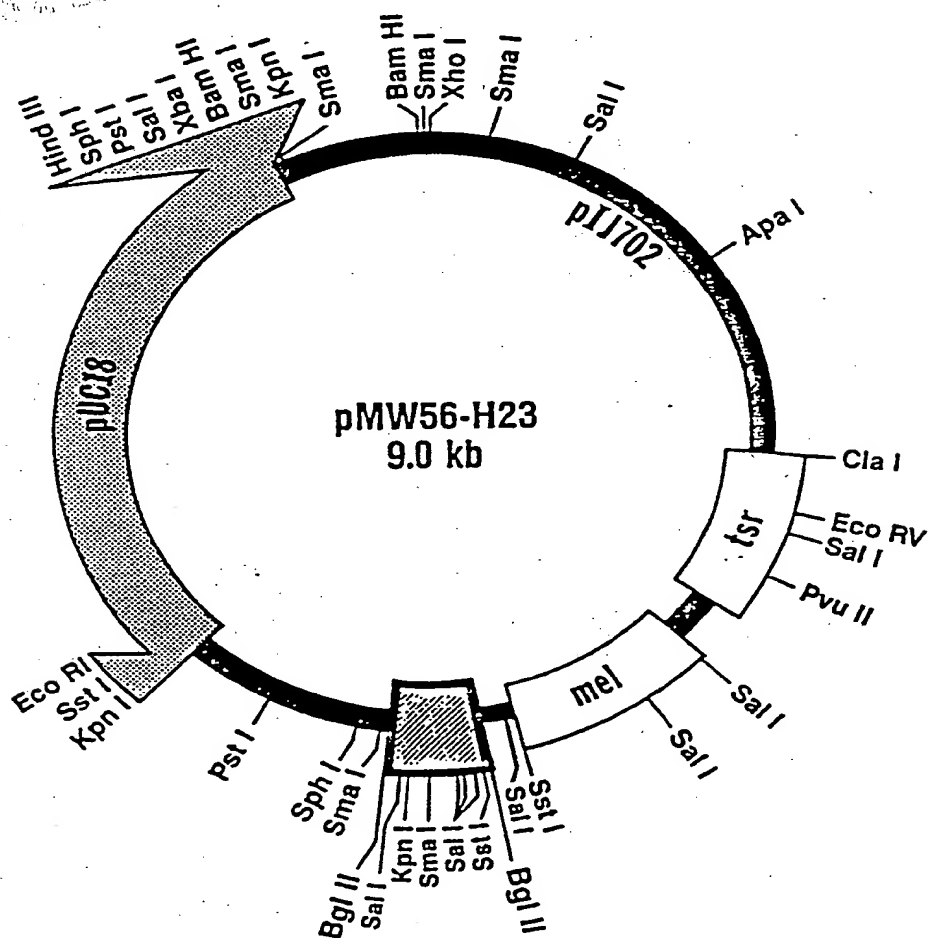 Hind III
Sph I
Pst I
Sal I
Xba I
Bam HI
Sma I
Kpn I
Sma I
Bam HI
Sma I
Xho I
Sma I
Sal I
pIJ702
Apa I
pUC18
pMW56-H23
9.0 kb
Cla I
tsr
Eco RV
Sal I
Pvu II
mel
Sal I
Sal I
Eco RI
Sst I
Kpn I
Pst I
Sph I
Sma I
Bgl II
Sal I
Kpn I
Sma I
Sal I
Sst I
Bgl II
Sal I
Sst I